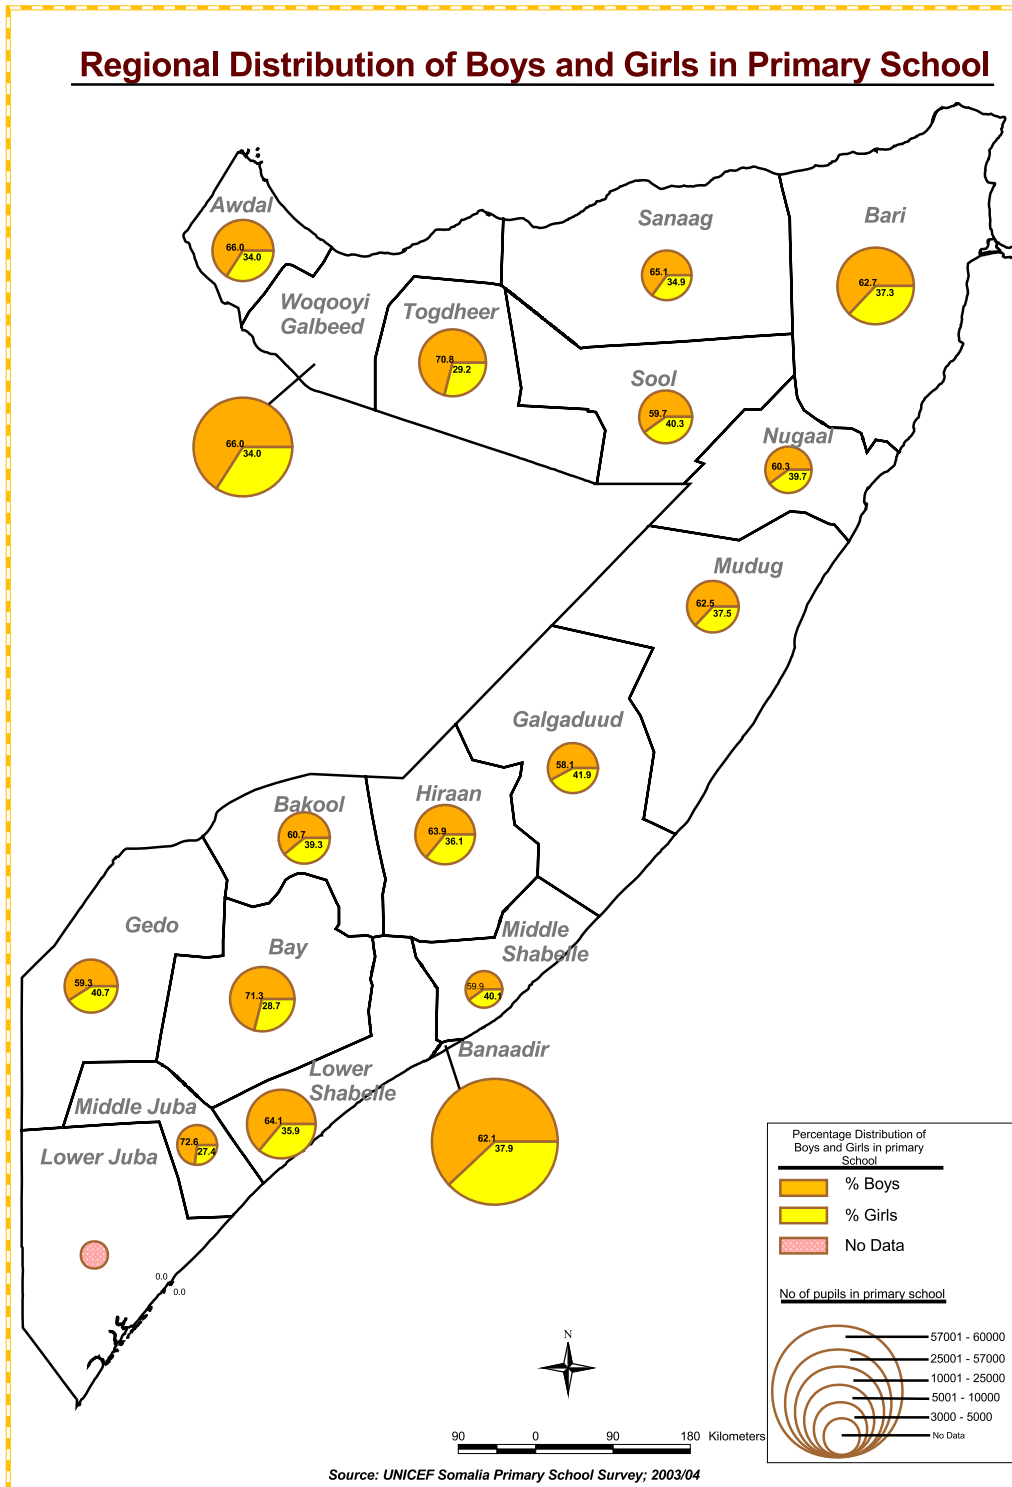 Regional Distribution of Boys and Girls in Primary School
Awdal
66.0
34.0
Woqooyi
Galbeed
66.0
34.0
Togdheer
70.8
29.2
Sanaag
65.1
34.9
Bari
62.7
37.3
Sool
59.7
40.3
Nugaal
60.3
39.7
Mudug
62.5
37.5
Galgaduud
58.1
41.9
Hiraan
63.9
36.1
Bakool
60.7
39.3
Gedo
59.3
40.7
Bay
71.3
28.7
Middle
Shabelle
59.9
40.1
Banaadir
62.1
37.9
Lower
Shabelle
64.1
35.9
Middle Juba
72.6
27.4
Lower Juba
0.0
0.0
Percentage Distribution of
Boys and Girls in primary
School
% Boys
% Girls
No Data
No of pupils in primary school
57001 - 60000
25001 - 57000
10001 - 25000
5001 - 10000
3000 - 5000
No Data
N
90 0 90 180 Kilometers
Source: UNICEF Somalia Primary School Survey; 2003/04